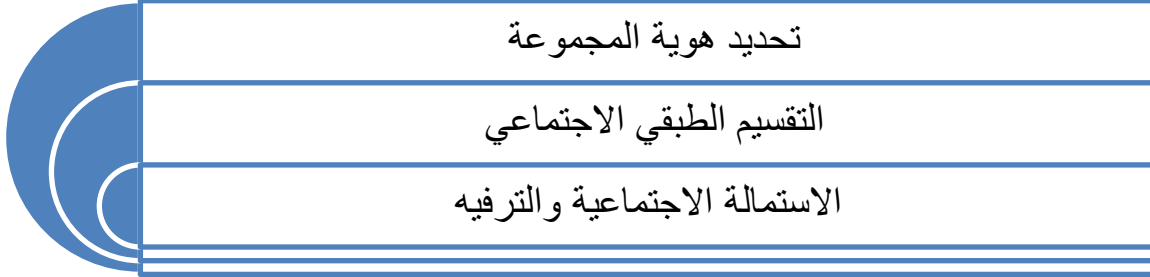 تحديد هوية المجموعة
التقسيم الطبقي الاجتماعي
الاستمالة الاجتماعية والترفيه